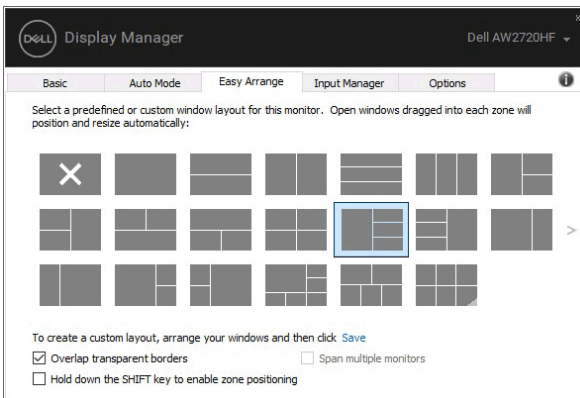 DELL Display Manager Dell AW2720HF
Basic Auto Mode Easy Arrange Input Manager Options
Select a predefined or custom window layout for this monitor. Open windows dragged into each zone will
position and resize automatically:
To create a custom layout, arrange your windows and then click Save
Overlap transparent borders Span multiple monitors
Hold down the SHIFT key to enable zone positioning